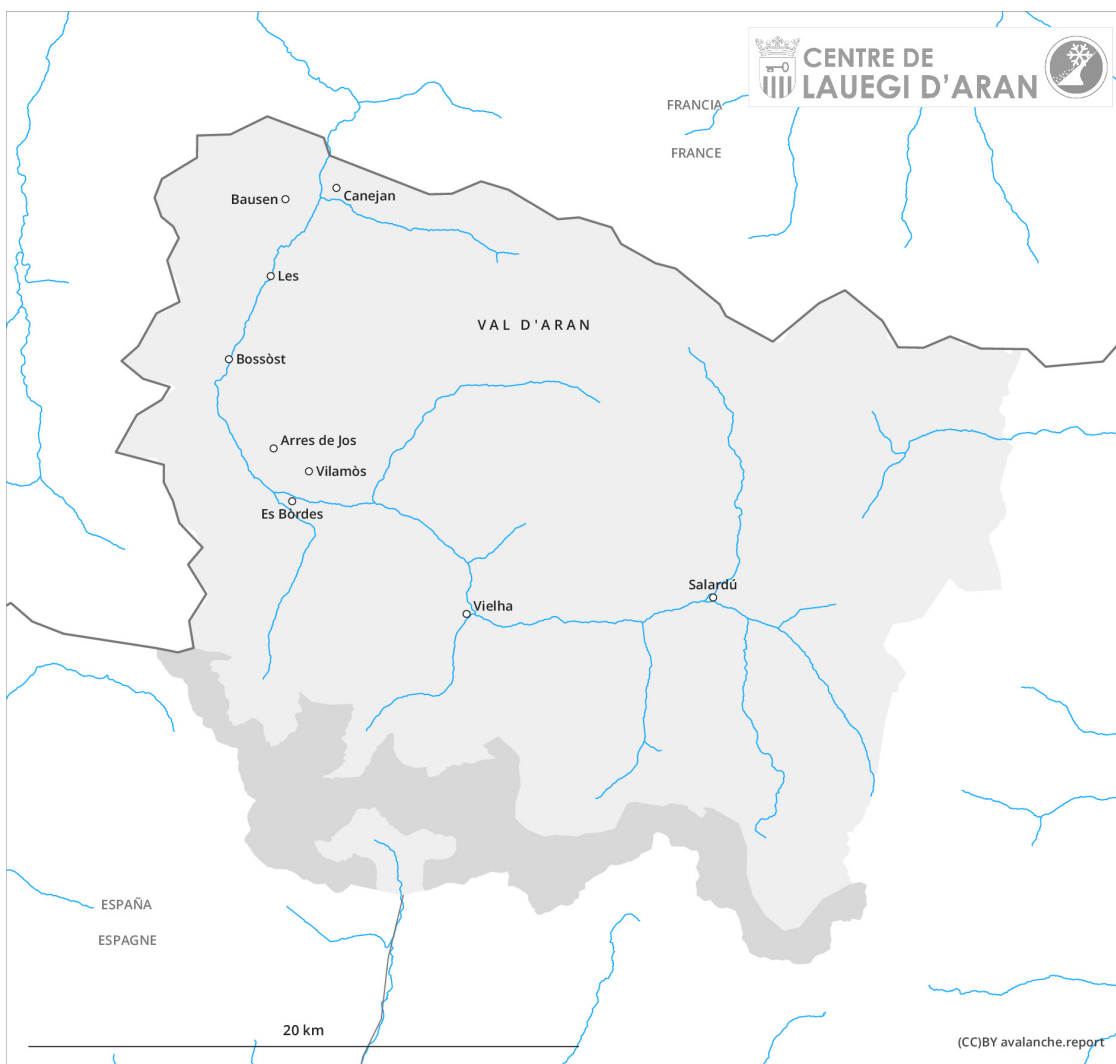 CENTRE DE
LAUEGI D'ARAN
FRANCIA
FRANCE
Bausen
Canejan
Les
VAL D'ARAN
Bossòst
Arres de Jos
Vilamòs
Es Bòrdes
Salardú
Vielha
ESPAÑA
ESPAGNE
20 km
(CC)BY avalanche.report